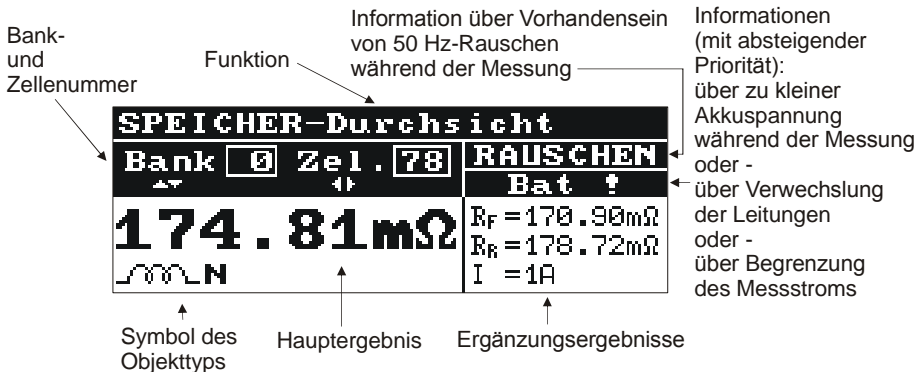 Bank-
und
Zellenummer
Funktion
Information über Vorhandensein
von 50 Hz-Rauschen
während der Messung
Informationen
(mit absteigender
Priorität):
über zu kleiner
Akkuspannung
während der Messung
oder -
über Verwechslung
der Leitungen
oder -
über Begrenzung
des Messstroms
SPEICHER-Durchsicht
Bank 0 Zel. 78
RAUSCHEN
Bat !
174.81mΩ
N
RF=170.90mΩ
RR=178.72mΩ
I =1A
Symbol des
Objekttyps
Hauptergebnis
Ergänzungsergebnisse